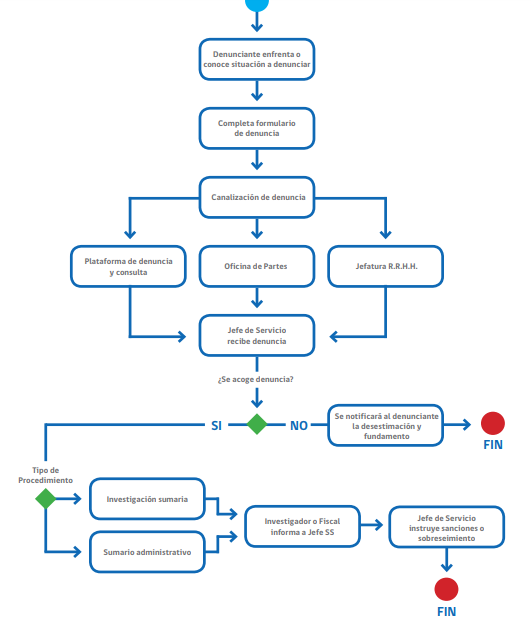 Denunciante enfrenta o
conoce situación a denunciar
Completa formulario
de denuncia
Canalización de denuncia
Plataforma de denuncia
y consulta
Oficina de Partes
Jefatura R.R.H.H.
Jefe de Servicio
recibe denuncia
¿Se acoge denuncia?
SI
NO
Se notificará al denunciante
la desestimación y
fundamento
FIN
Tipo de
Procedimiento
Investigación sumaria
Sumario administrativo
Investigador o Fiscal
informa a Jefe SS
Jefe de Servicio
instruye sanciones o
sobreseimiento
FIN